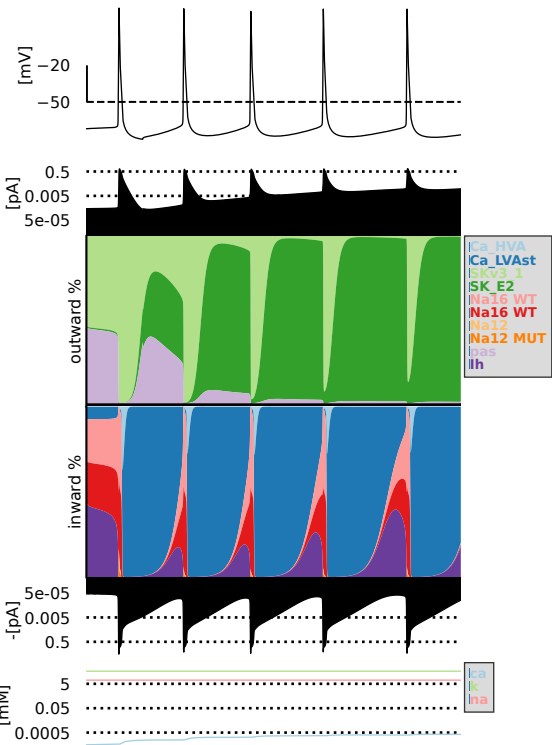 [mV]
−20
−50
[pA]
0.5
0.005
5e-05
outward %
Ca_HVA
Ca_LVAst
SKv3_1
SK_E2
Na16 WT
Na16 WT
Na12
Na12 MUT
pas
Ih
inward %
-[pA]
5e-05
0.005
0.5
[mM]
5
0.05
0.0005
ca
k
na